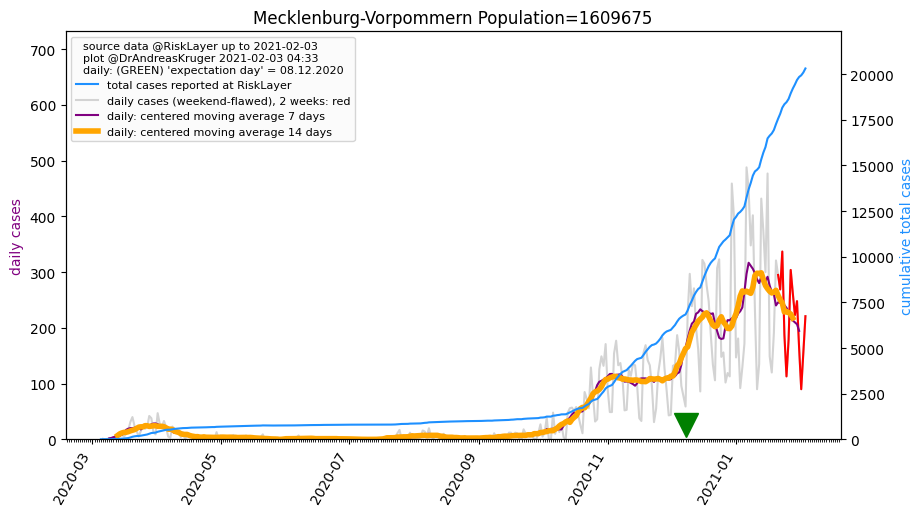 Mecklenburg-Vorpommern Population=1609675
source data @RiskLayer up to 2021-02-03
plot @DrAndreasKruger 2021-02-03 04:33
daily: (GREEN) 'expectation day' = 08.12.2020
total cases reported at RiskLayer
daily cases (weekend-flawed), 2 weeks: red
daily: centered moving average 7 days
daily: centered moving average 14 days
daily cases
700
600
500
400
300
200
100
0
cumulative total cases
20000
17500
15000
12500
10000
7500
5000
2500
0
2020-03
2020-05
2020-07
2020-09
2020-11
2021-01